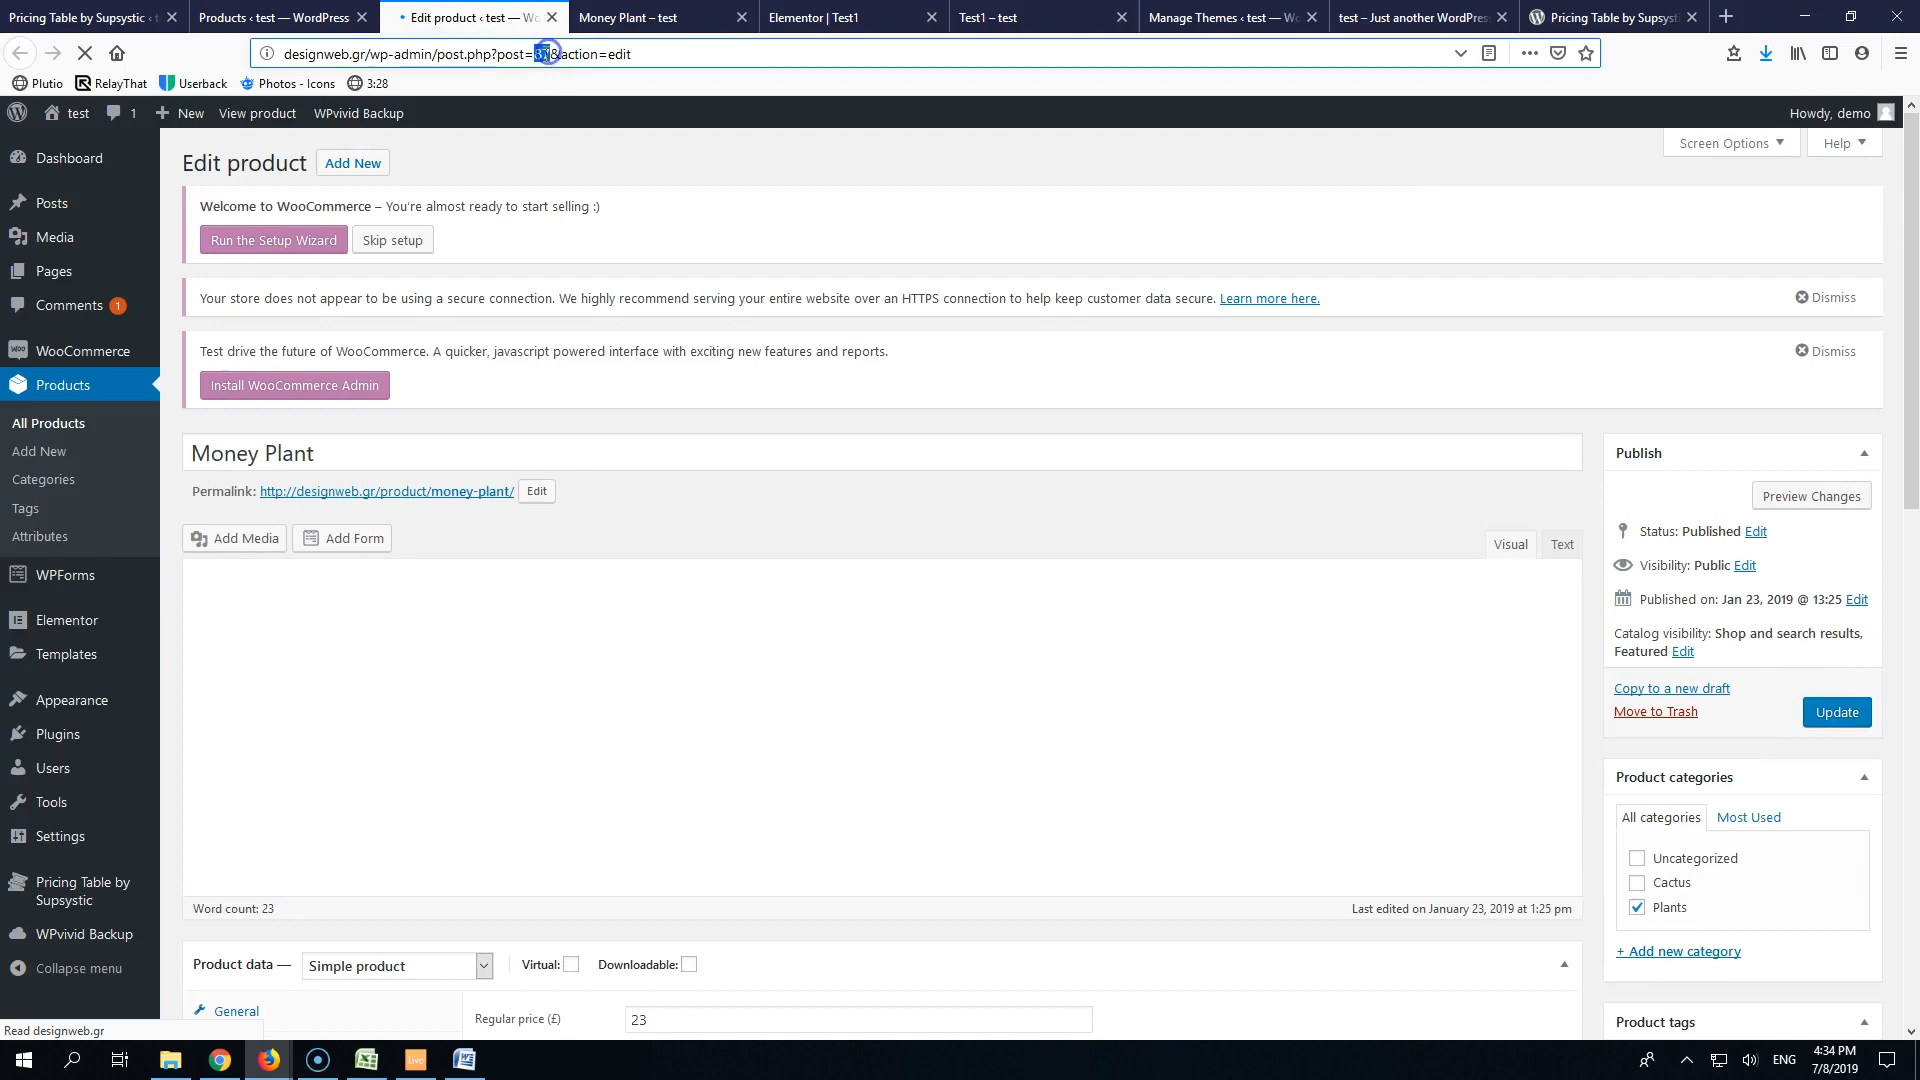 Pricing Table by Supsystic ‹ t
Products ‹ test — WordPress
Edit product ‹ test — Wo
Money Plant – test
Elementor | Test1
Test1 – test
Manage Themes ‹ test — Wo
test – Just another WordPres
Pricing Table by Supsysti
designweb.gr/wp-admin/post.php?post=37&action=edit
Plutio
RelayThat
Userback
Photos - Icons
3:28
test
1
New
View product
WPvivid Backup
Howdy, demo
Dashboard
Posts
Media
Pages
Comments 1
WooCommerce
Products
All Products
Add New
Categories
Tags
Attributes
WPForms
Elementor
Templates
Appearance
Plugins
Users
Tools
Settings
Pricing Table by
Supsystic
WPvivid Backup
Collapse menu
Read designweb.gr
Edit product
Add New
Screen Options
Help
Welcome to WooCommerce – You're almost ready to start selling :)
Run the Setup Wizard
Skip setup
Your store does not appear to be using a secure connection. We highly recommend serving your entire website over an HTTPS connection to help keep customer data secure. Learn more here.
Dismiss
Test drive the future of WooCommerce. A quicker, javascript powered interface with exciting new features and reports.
Dismiss
Install WooCommerce Admin
Money Plant
Permalink: http://designweb.gr/product/money-plant/ Edit
Add Media
Add Form
Visual
Text
Word count: 23
Last edited on January 23, 2019 at 1:25 pm
Product data —
Simple product
Virtual:
Downloadable:
General
Regular price (£)
23
Publish
Preview Changes
Status: Published Edit
Visibility: Public Edit
Published on: Jan 23, 2019 @ 13:25 Edit
Catalog visibility: Shop and search results,
Featured Edit
Copy to a new draft
Move to Trash
Update
Product categories
All categories
Most Used
Uncategorized
Cactus
Plants
+ Add new category
Product tags
Live
ENG
4:34 PM
7/8/2019